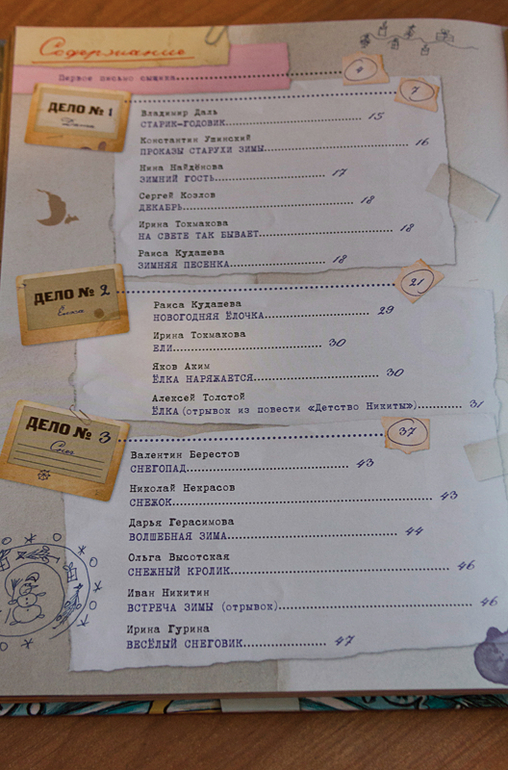 Содержание
Первое письмо сыщика 4
ДЕЛО № 1 7
Владимир Даль
СТАРИК-ГОДОВИК 15
Константин Ушинский
ПРОКАЗЫ СТАРУХИ ЗИМЫ 16
Нина Найдёнова
ЗИМНИЙ ГОСТЬ 17
Сергей Козлов
ДЕКАБРЬ 18
Ирина Токмакова
НА СВЕТЕ ТАК БЫВАЕТ 18
Раиса Кудашева
ЗИМНЯЯ ПЕСЕНКА 18
ДЕЛО № 2 21
Ёлочка
Раиса Кудашева
НОВОГОДНЯЯ ЁЛОЧКА 29
Ирина Токмакова
ЕЛИ 30
Яков Аким
ЁЛКА НАРЯЖАЕТСЯ 30
Алексей Толстой
ЁЛКА (отрывок из повести «Детство Никиты») 31
ДЕЛО № 3 37
Снег
Валентин Берестов
СНЕГОПАД 43
Николай Некрасов
СНЕЖОК 43
Дарья Герасимова
ВОЛШЕБНАЯ ЗИМА 44
Ольга Высотская
СНЕЖНЫЙ КРОЛИК 46
Иван Никитин
ВСТРЕЧА ЗИМЫ (отрывок) 46
Ирина Гурина
ВЕСЁЛЫЙ СНЕГОВИК 47